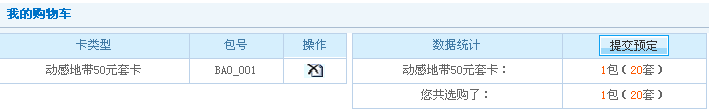 我的购物车
卡类型 包号 操作 数据统计 提交预定
动感地带50元套卡 BAO_001 动感地带50元套卡： 1包（20套）
您共选购了： 1包（20套）